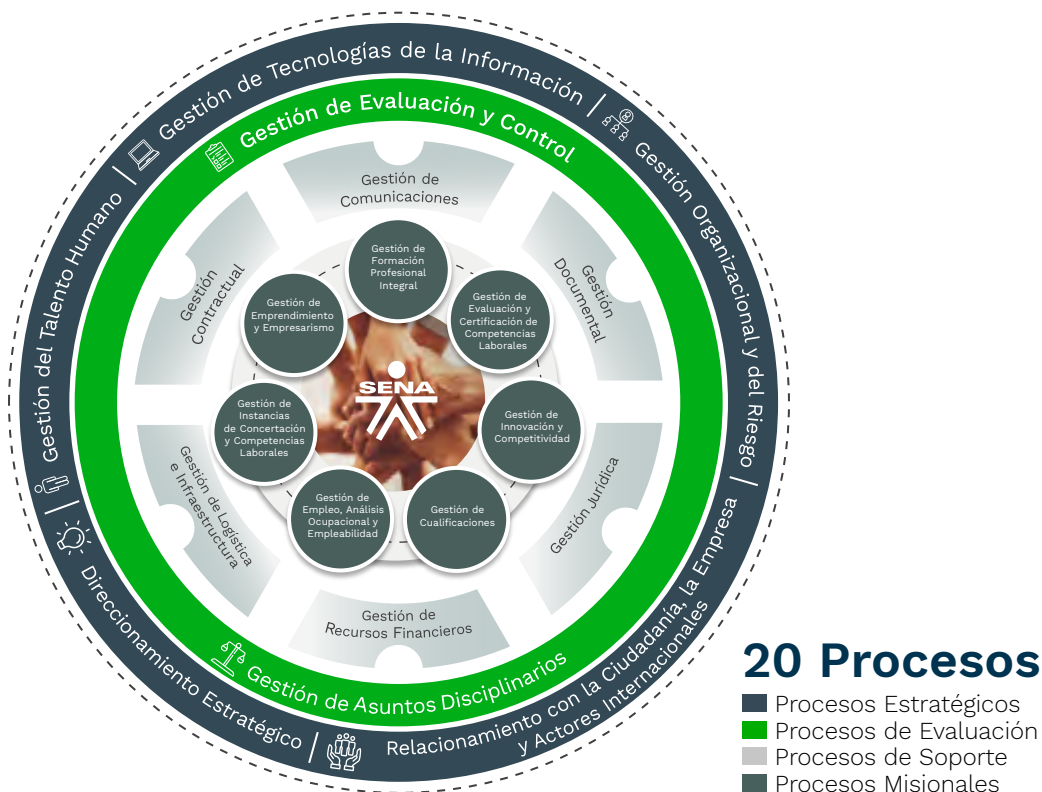 Gestión de Tecnologías de la Información
Gestión Organizacional y del Riesgo
Relacionamiento con la Ciudadanía, la Empresa
y Actores Internacionales
Direccionamiento Estratégico
Gestión del Talento Humano
Gestión de Evaluación y Control
Gestión de Asuntos Disciplinarios
Gestión de
Comunicaciones
Gestión
Documental
Gestión Jurídica
Gestión de
Recursos Financieros
Gestión de Logística
e Infraestructura
Gestión
Contractual
Gestión de
Formación
Profesional
Integral
Gestión de
Evaluación y
Certificación de
Competencias
Laborales
Gestión de
Innovación y
Competitividad
Gestión de
Cualificaciones
Gestión de
Empleo, Análisis
Ocupacional y
Empleabilidad
Gestión de
Instancias
de Concertación
y Competencias
Laborales
Gestión de
Emprendimiento
y Empresarismo
SENA
20 Procesos
Procesos Estratégicos
Procesos de Evaluación
Procesos de Soporte
Procesos Misionales